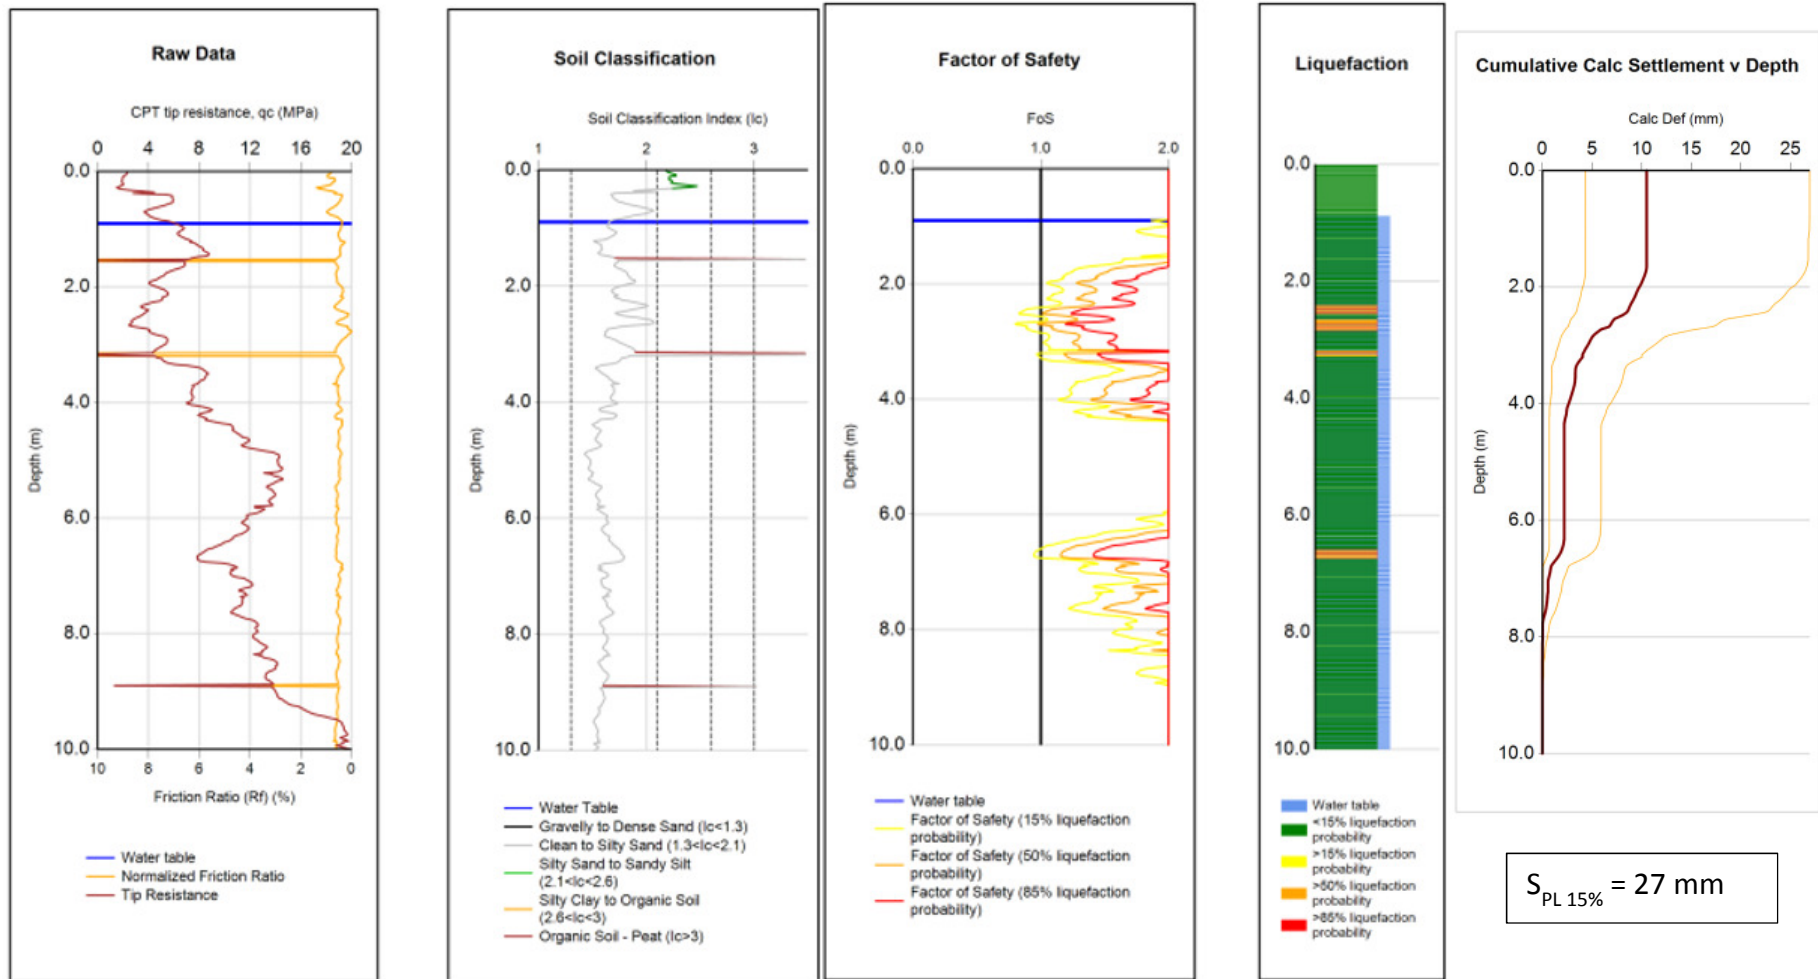 Raw Data
CPT tip resistance, qc (MPa)
0 4 8 12 16 20
0.0
2.0
4.0
6.0
8.0
10.0
Depth (m)
10 8 6 4 2 0
Friction Ratio (Rf) (%)
Water table
Normalized Friction Ratio
Tip Resistance
Soil Classification
Soil Classification Index (Ic)
1 2 3
0.0
2.0
4.0
6.0
8.0
10.0
Depth (m)
Water Table
Gravelly to Dense Sand (Ic<1.3)
Clean to Silty Sand (1.3<Ic<2.1)
Silty Sand to Sandy Silt
(2.1<Ic<2.6)
Silty Clay to Organic Soil
(2.6<Ic<3)
Organic Soil - Peat (Ic>3)
Factor of Safety
FoS
0.0 1.0 2.0
0.0
2.0
4.0
6.0
8.0
10.0
Depth (m)
Water table
Factor of Safety (15% liquefaction
probability)
Factor of Safety (50% liquefaction
probability)
Factor of Safety (85% liquefaction
probability)
Liquefaction
0.0
2.0
4.0
6.0
8.0
10.0
Water table
<15% liquefaction
probability
>15% liquefaction
probability
>50% liquefaction
probability
>85% liquefaction
probability
Cumulative Calc Settlement v Depth
Calc Def (mm)
0 5 10 15 20 25
0.0
2.0
4.0
6.0
8.0
10.0
Depth (m)
SPL 15% = 27 mm